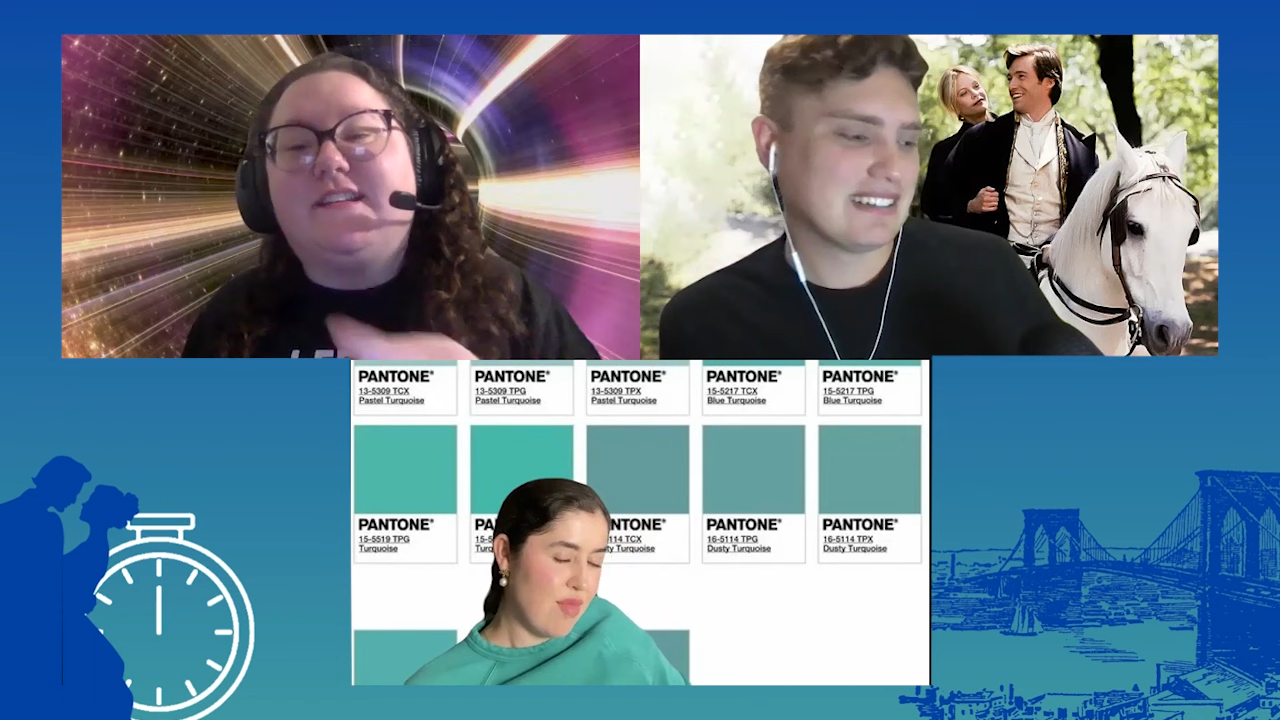 PANTONE®
13-5309 TCX
Pastel Turquoise
PANTONE®
13-5309 TPG
Pastel Turquoise
PANTONE®
13-5309 TPX
Pastel Turquoise
PANTONE®
15-5217 TCX
Blue Turquoise
PANTONE®
15-5217 TPG
Blue Turquoise
PANTONE®
15-5519 TPG
Turquoise
PANTONE®
16-5114 TPG
Dusty Turquoise
PANTONE®
16-5114 TPX
Dusty Turquoise